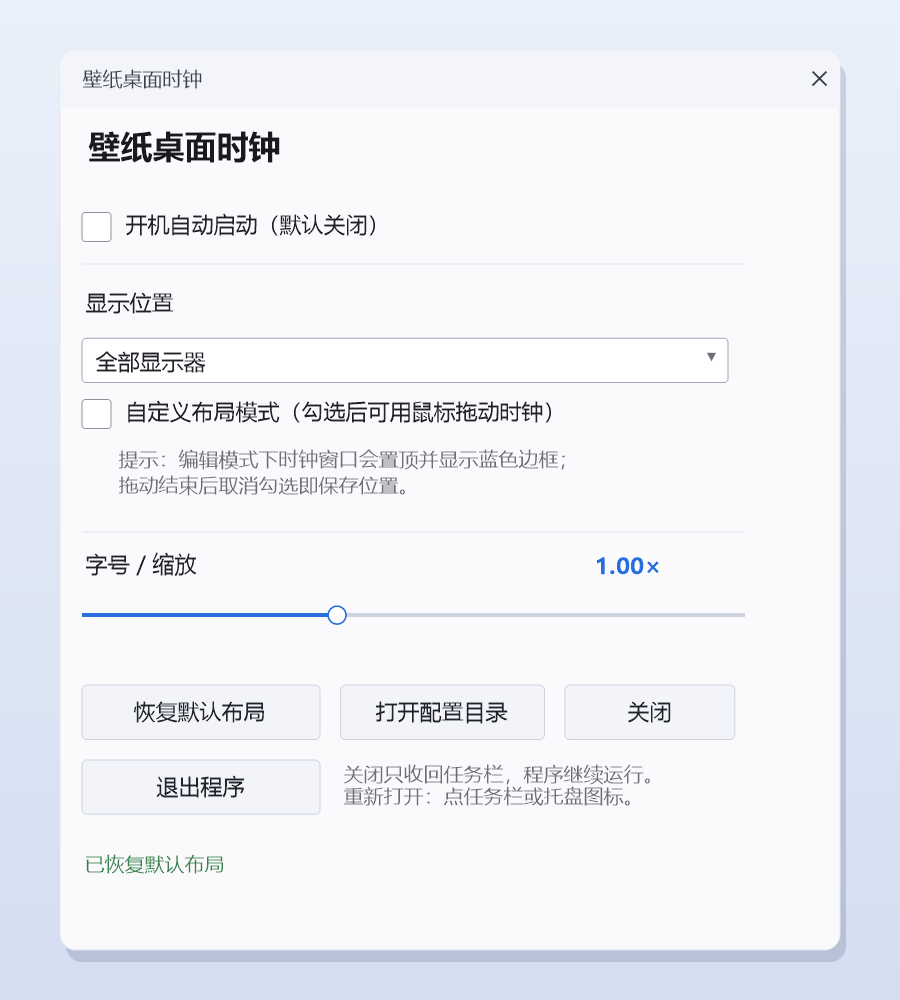 壁纸桌面时钟
壁纸桌面时钟
开机自动启动（默认关闭）
显示位置
全部显示器
自定义布局模式（勾选后可用鼠标拖动时钟）
提示：编辑模式下时钟窗口会置顶并显示蓝色边框；
拖动结束后取消勾选即保存位置。
字号 / 缩放
1.00×
恢复默认布局
打开配置目录
关闭
退出程序
关闭只收回任务栏，程序继续运行。
重新打开：点任务栏或托盘图标。
已恢复默认布局